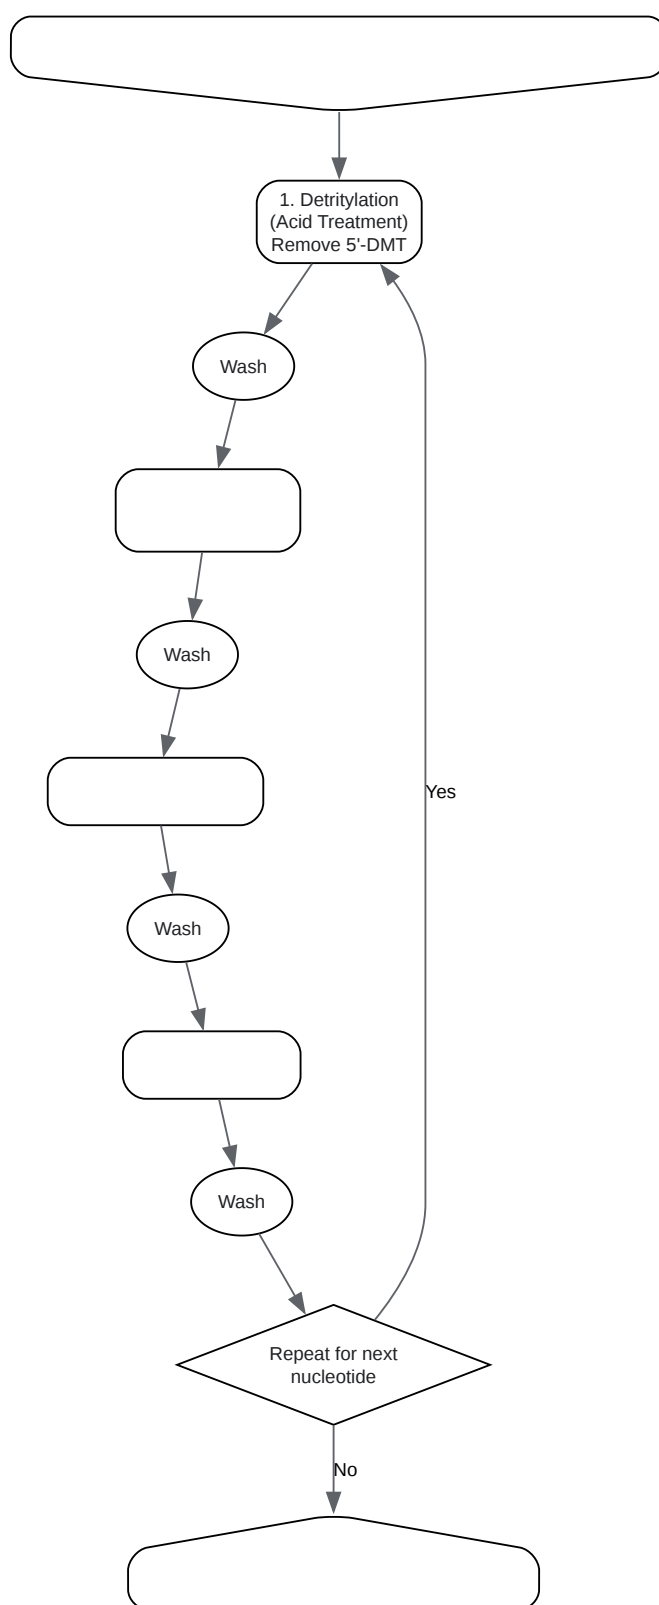 1. Detritylation
(Acid Treatment)
Remove 5'-DMT
Wash
Wash
Yes
Wash
Wash
Repeat for next
nucleotide
No